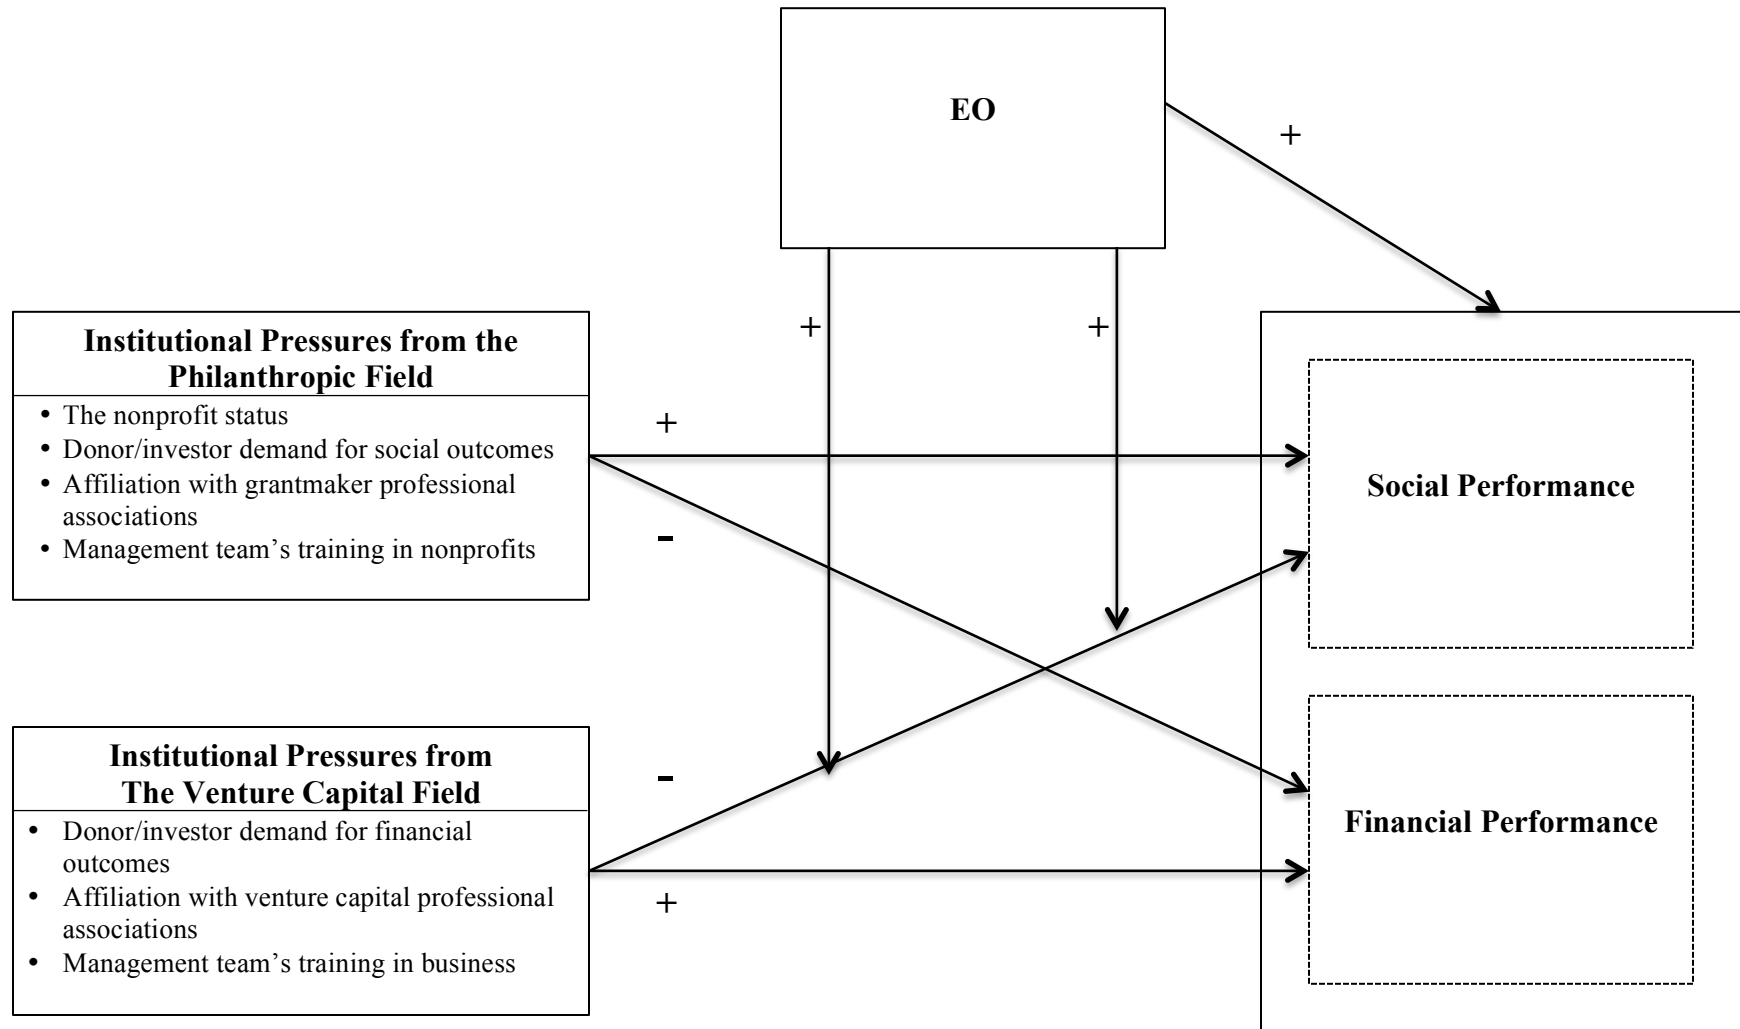 EO
+
+
+
Institutional Pressures from the
Philanthropic Field
• The nonprofit status
• Donor/investor demand for social outcomes
• Affiliation with grantmaker professional
associations
• Management team’s training in nonprofits
+
-
Social Performance
Institutional Pressures from
The Venture Capital Field
• Donor/investor demand for financial
outcomes
• Affiliation with venture capital professional
associations
• Management team’s training in business
-
+
Financial Performance